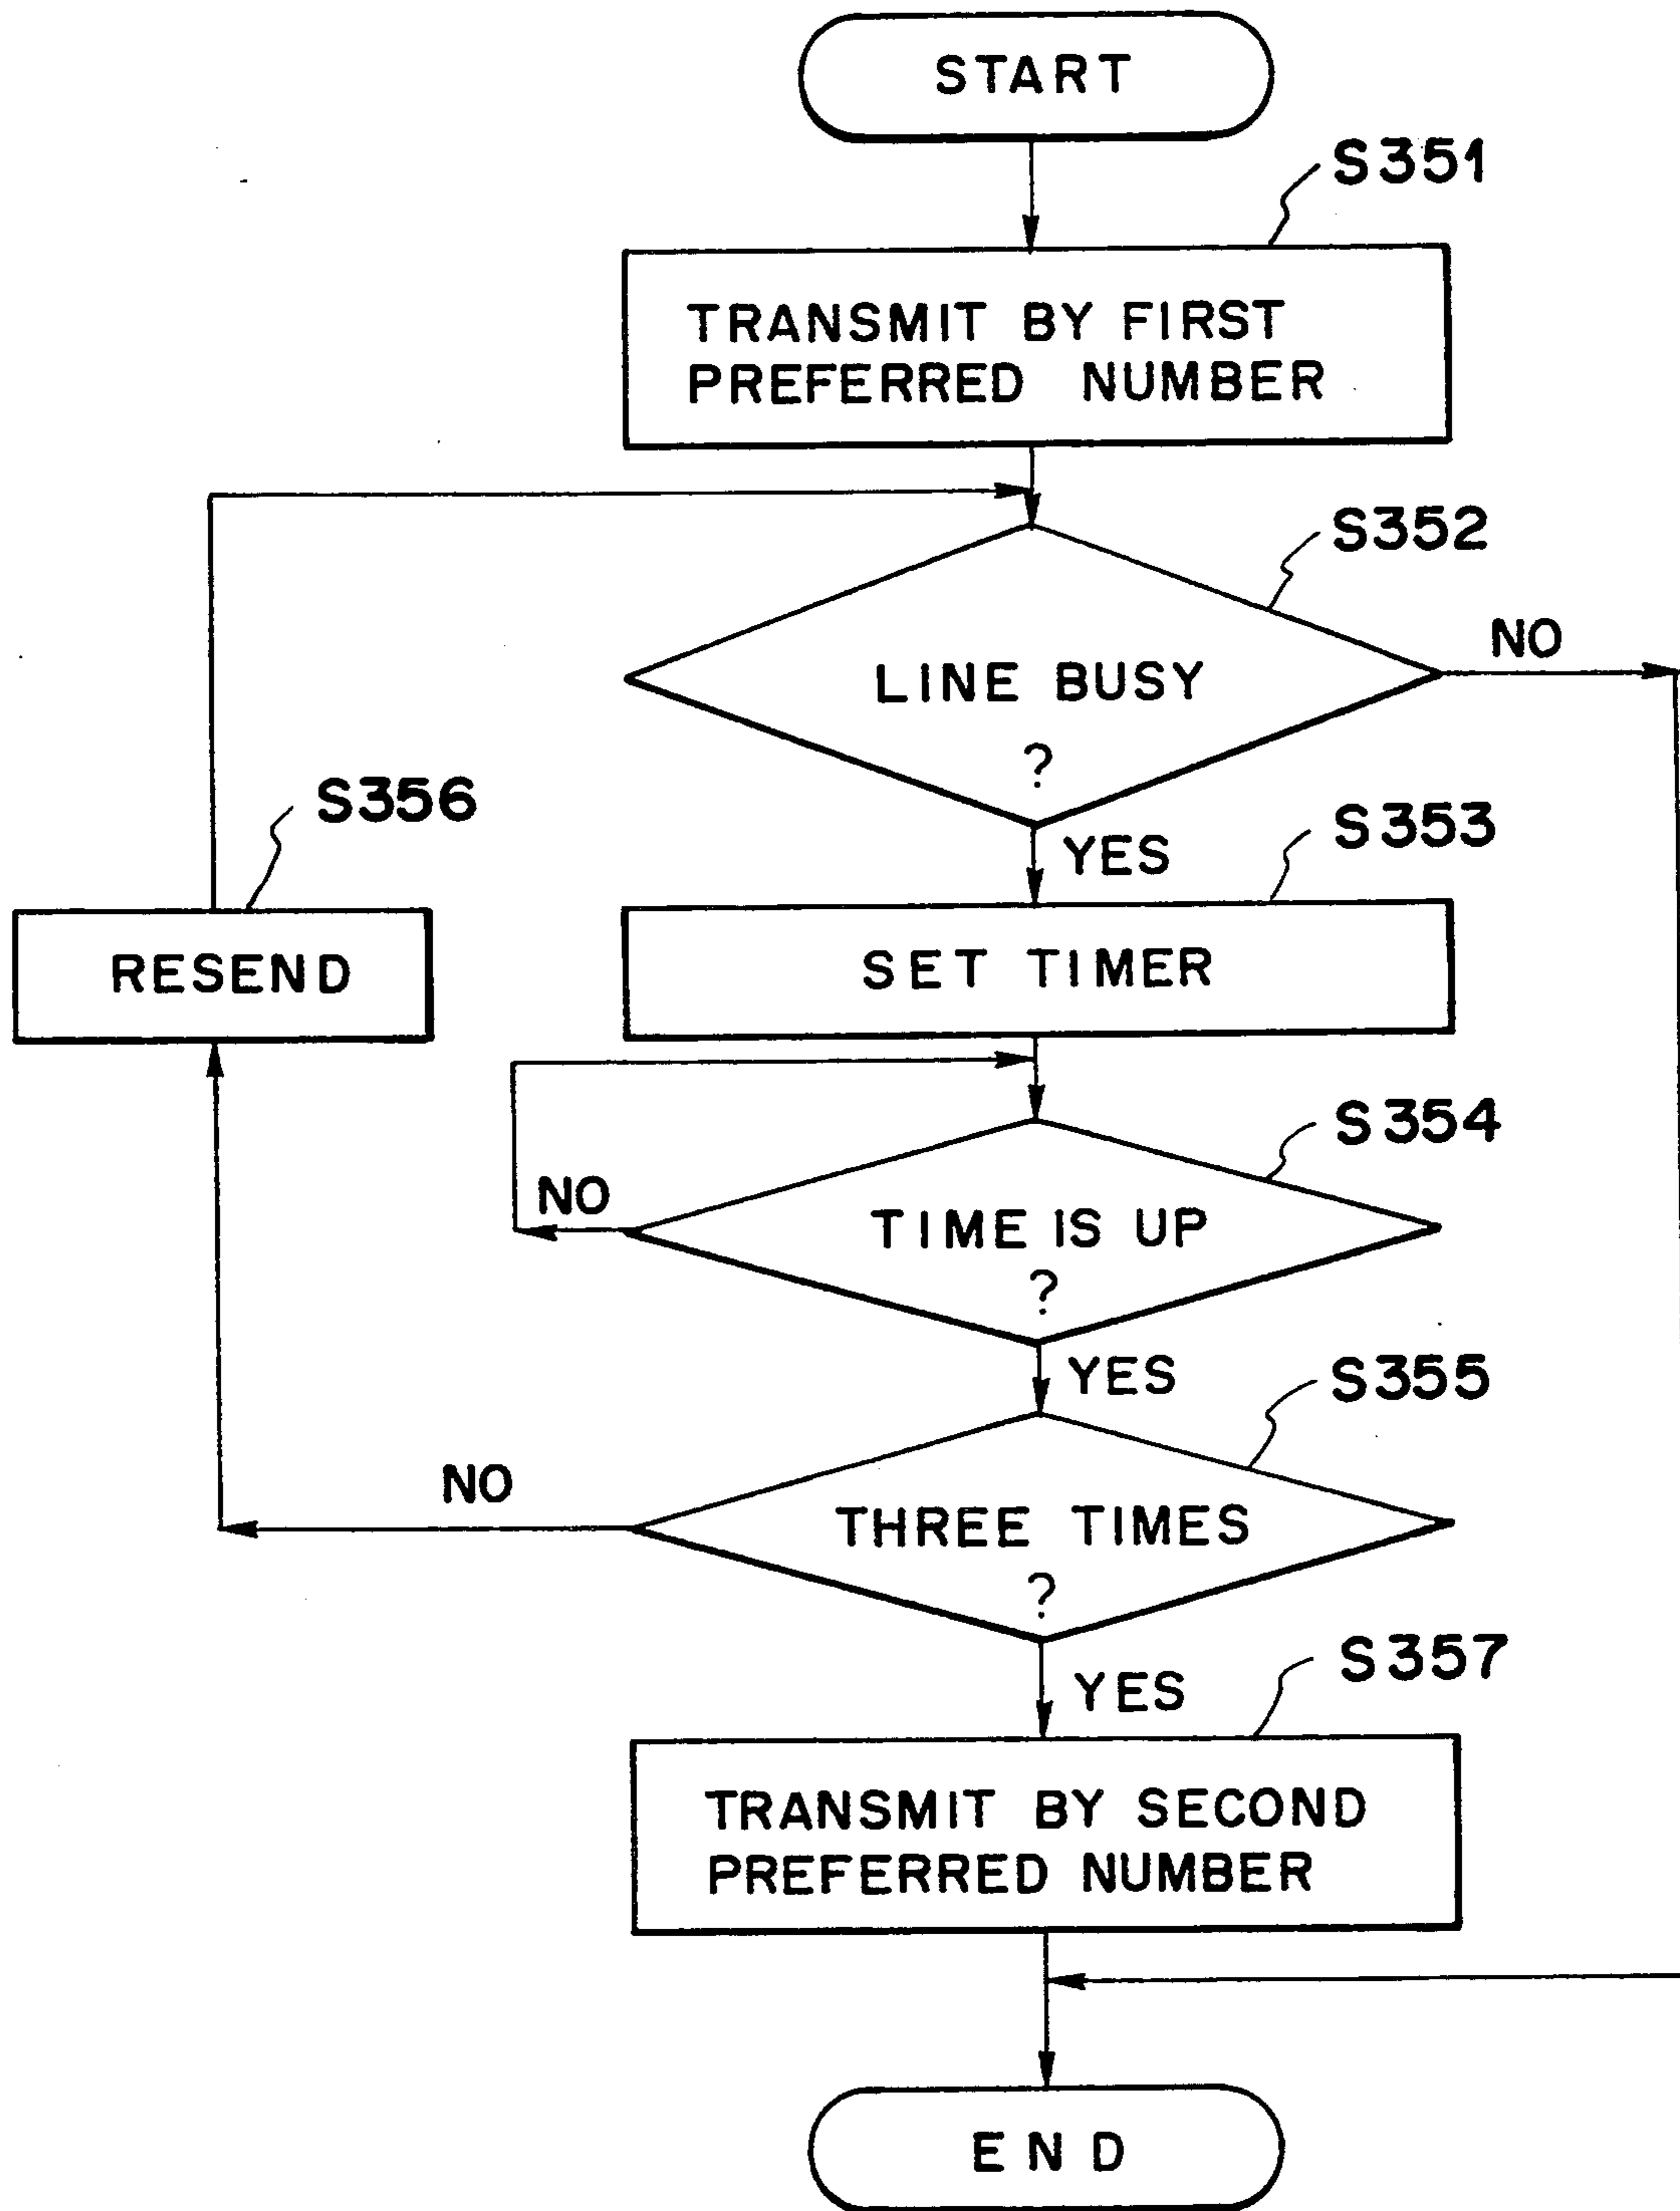 START
S351
TRANSMIT BY FIRST
PREFERRED NUMBER
S352
LINE BUSY
?
NO
YES
S353
SET TIMER
S356
RESEND
S354
TIME IS UP
?
NO
YES
S355
THREE TIMES
?
NO
YES
S357
TRANSMIT BY SECOND
PREFERRED NUMBER
END